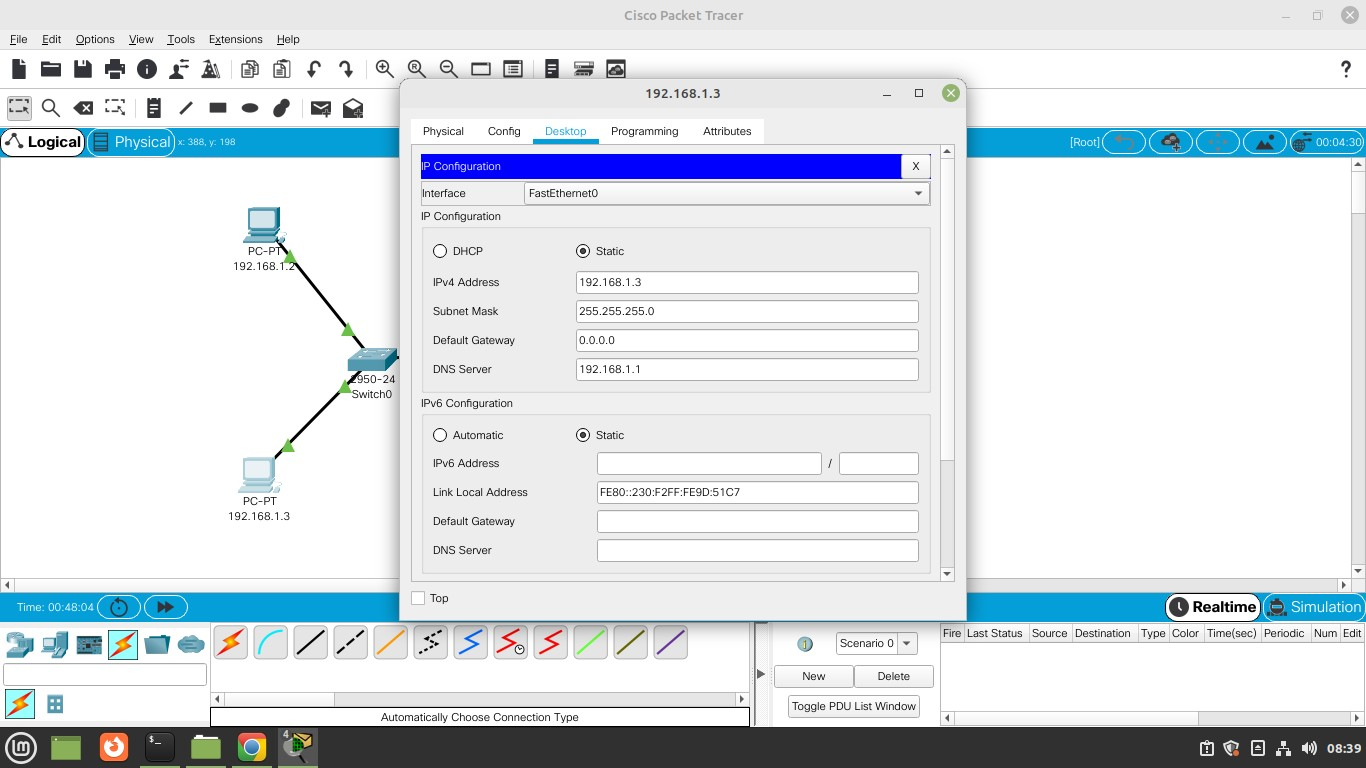 Cisco Packet Tracer
File Edit Options View Tools Extensions Help
?
Logical Physical x: 388, y: 198 [Root] 00:04:30
192.168.1.3
Physical Config Desktop Programming Attributes
IP Configuration X
Interface FastEthernet0
IP Configuration
DHCP Static
IPv4 Address 192.168.1.3
Subnet Mask 255.255.255.0
Default Gateway 0.0.0.0
DNS Server 192.168.1.1
IPv6 Configuration
Automatic Static
IPv6 Address /
Link Local Address FE80::230:F2FF:FE9D:51C7
Default Gateway
DNS Server
Top
PC-PT
192.168.1.2
2950-24
Switch0
PC-PT
192.168.1.3
Time: 00:48:04 Realtime Simulation
Scenario 0
New Delete
Toggle PDU List Window
Fire Last Status Source Destination Type Color Time(sec) Periodic Num Edit
Automatically Choose Connection Type
4
08:39